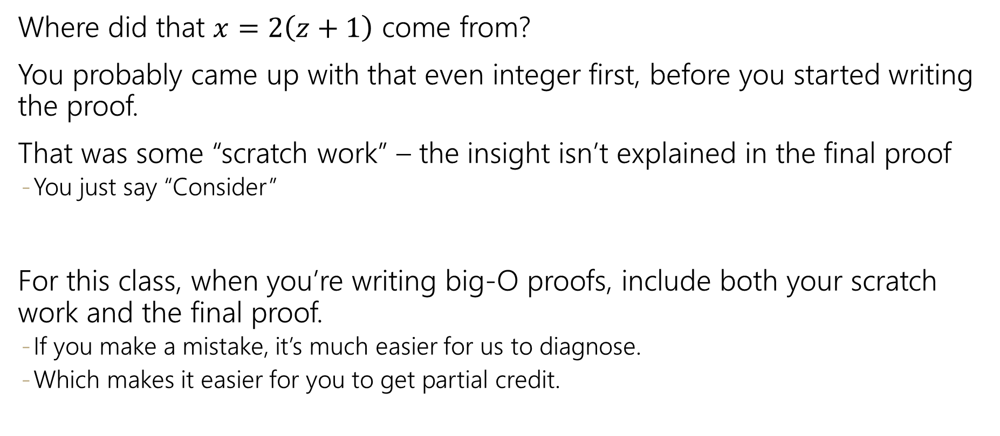 Where did that 𝑥 = 2(𝑧 + 1) come from?
You probably came up with that even integer first, before you started writing
the proof.
That was some “scratch work” – the insight isn’t explained in the final proof
- You just say “Consider”
For this class, when you’re writing big-O proofs, include both your scratch
work and the final proof.
- If you make a mistake, it’s much easier for us to diagnose.
- Which makes it easier for you to get partial credit.